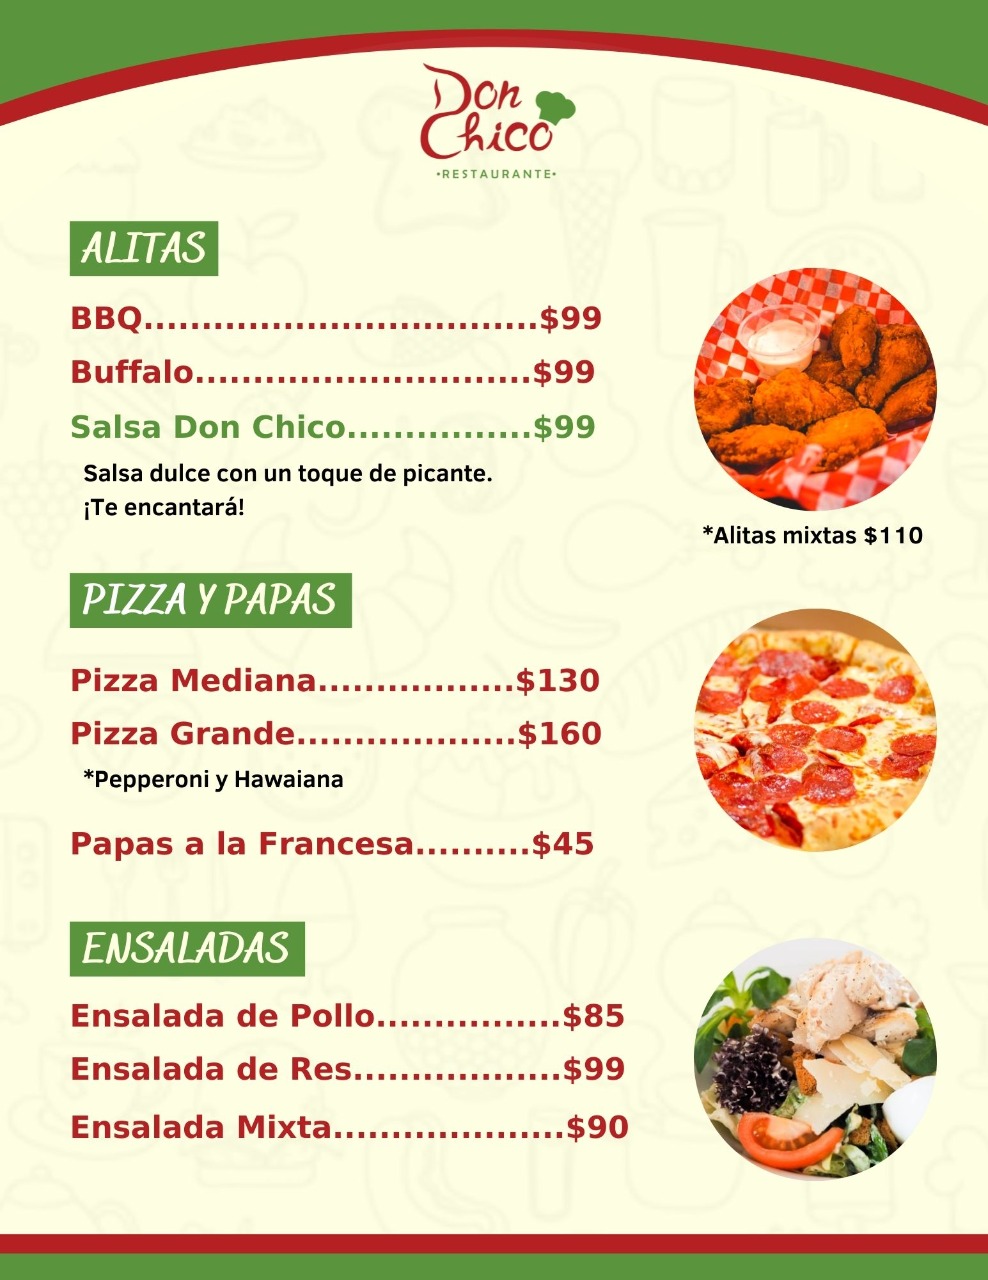 Don
Chico
•RESTAURANTE•
ALITAS
BBQ..................................$99
Buffalo.............................$99
Salsa Don Chico................$99
Salsa dulce con un toque de picante.
¡Te encantará!
*Alitas mixtas $110
PIZZA Y PAPAS
Pizza Mediana.................$130
Pizza Grande...................$160
*Pepperoni y Hawaiana
Papas a la Francesa..........$45
ENSALADAS
Ensalada de Pollo................$85
Ensalada de Res..................$99
Ensalada Mixta....................$90